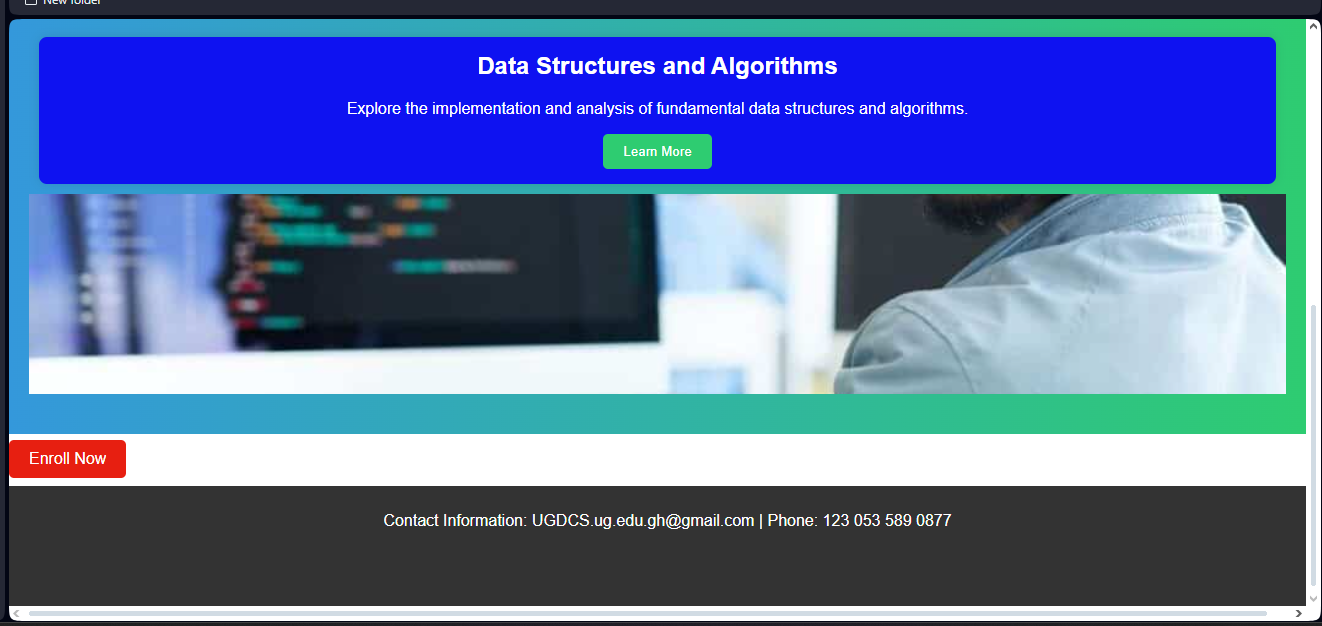 New folder
Data Structures and Algorithms
Explore the implementation and analysis of fundamental data structures and algorithms.
Learn More
Enroll Now
Contact Information: UGDCS.ug.edu.gh@gmail.com | Phone: 123 053 589 0877